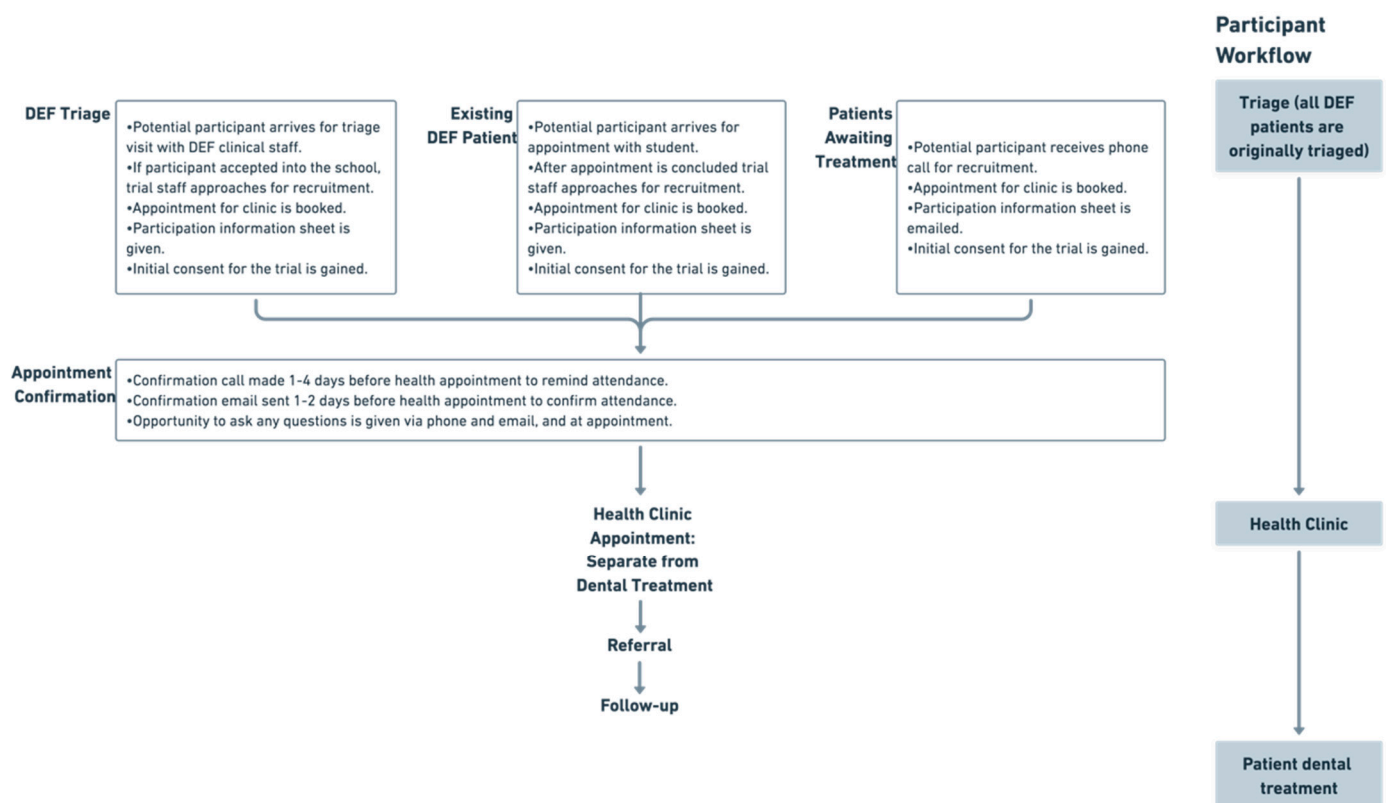 Participant
Workflow
DEF Triage
•Potential participant arrives for triage
visit with DEF clinical staff.
•If participant accepted into the school,
trial staff approaches for recruitment.
•Appointment for clinic is booked.
•Participation information sheet is
given.
•Initial consent for the trial is gained.
Existing
DEF Patient
•Potential participant arrives for
appointment with student.
•After appointment is concluded trial
staff approaches for recruitment.
•Appointment for clinic is booked.
•Participation information sheet is
given.
•Initial consent for the trial is gained.
Patients
Awaiting
Treatment
•Potential participant receives phone
call for recruitment.
•Appointment for clinic is booked.
•Participation information sheet is
emailed.
•Initial consent for the trial is gained.
Triage (all DEF
patients are
originally triaged)
Appointment
Confirmation
•Confirmation call made 1-4 days before health appointment to remind attendance.
•Confirmation email sent 1-2 days before health appointment to confirm attendance.
•Opportunity to ask any questions is given via phone and email, and at appointment.
Health Clinic
Appointment:
Separate from
Dental Treatment
Referral
Follow-up
Health Clinic
Patient dental
treatment